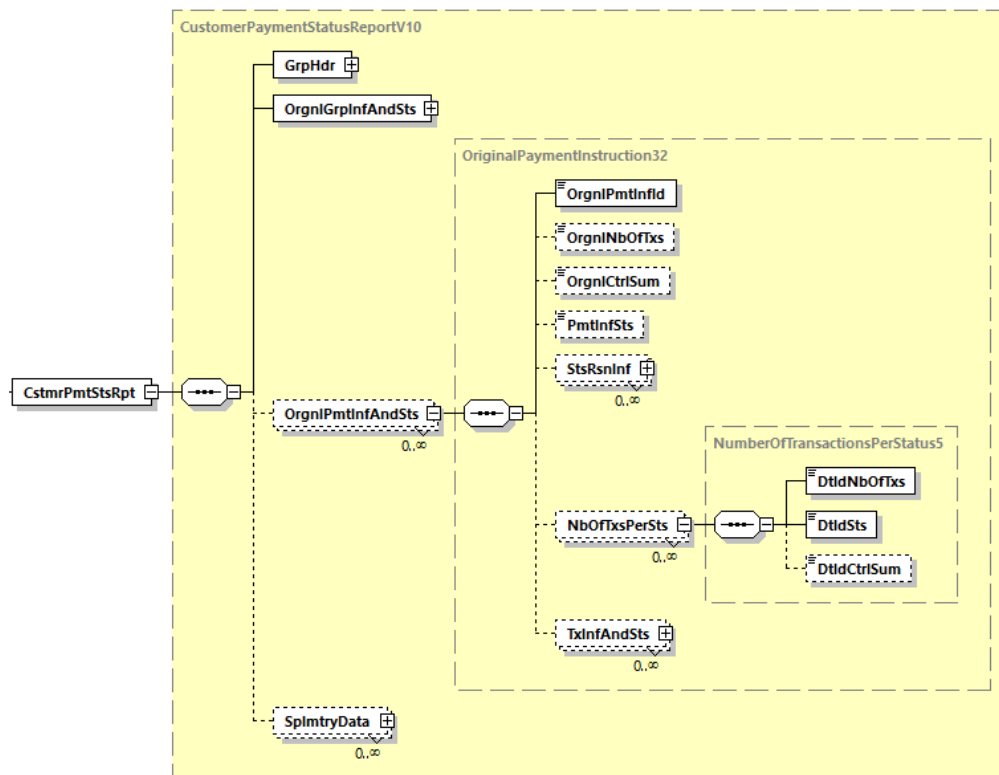 CustomerPaymentStatusReportV10
GrpHdr
OrgnlGrpInfAndSts
OriginalPaymentInstruction32
OrgnlPmtInfId
OrgnlNbOfTxs
OrgnlCtrlSum
PmtInfSts
StsRsnInf
0..∞
CstmrPmtStsRpt
OrgnlPmtInfAndSts
0..∞
NumberOfTransactionsPerStatus5
DtldNbOfTxs
NbOfTxsPerSts
0..∞
DtldSts
DtldCtrlSum
TxInfAndSts
0..∞
SplmtryData
0..∞